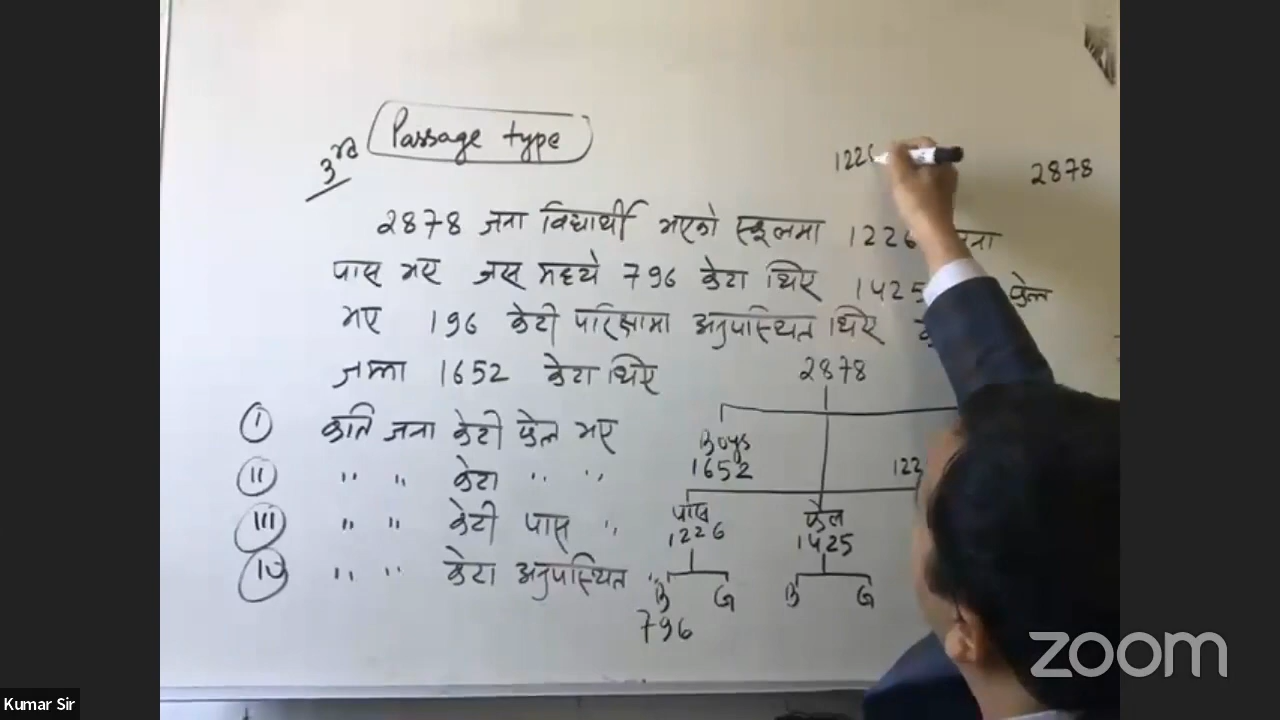 3rd Passage type
122
2878
2878 जना विद्यार्थी भएको स्कूलमा 1226 जना
पास भए जस मध्ये 796 केटा थिए 1425 फेल
भए 196 केटी परिक्षामा अनुपस्थित थिए
जम्मा 1652 केटा थिए
2878
(I) कति जना केटी फेल भए
(II) " " केटा " "
(III) " " केटी पास "
(IV) " " केटा अनुपस्थित "
Boys
1652
122
पास
1226
फेल
1425
B G
B G
796
Kumar Sir
zoom